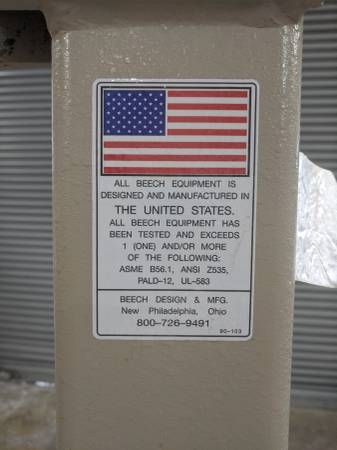 ALL BEECH EQUIPMENT IS
DESIGNED AND MANUFACTURED IN
THE UNITED STATES.
ALL BEECH EQUIPMENT HAS
BEEN TESTED AND EXCEEDS
1 (ONE) AND/OR MORE
OF THE FOLLOWING:
ASME B56.1, ANSI Z535,
PALD-12, UL-583
BEECH DESIGN & MFG.
New Philadelphia, Ohio
800-726-9491
90-103